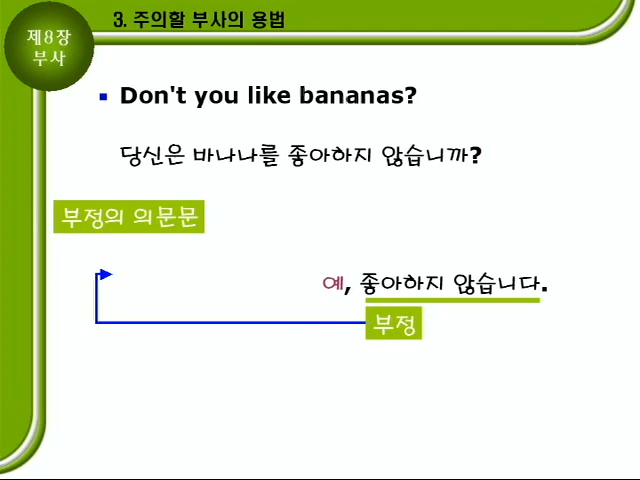 제8장
부사
3. 주의할 부사의 용범
Don't you like bananas?
당신은 바나나를 좋아하지 않습니까?
부정의 의문문
예, 좋아하지 않습니다.
부정